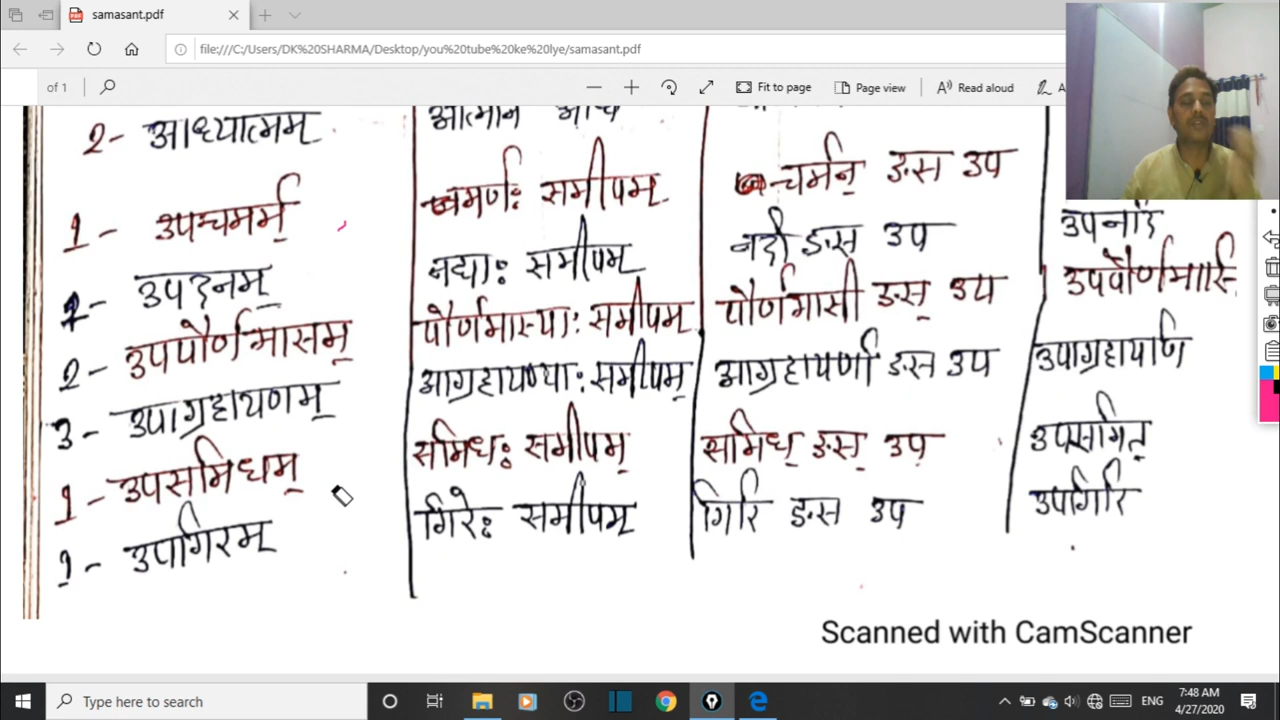 samasant.pdf
file:///C:/Users/DK%20SHARMA/Desktop/you%20tube%20ke%20lye/samasant.pdf
of 1 Fit to page Page view Read aloud
2- आध्यात्मम् आत्मनि
1- उपचमर्म् चमर्णः समीपम् चर्मन् ङस उप
1- उपनदम् नद्याः समीपम् नदी ङस उप उपनदि
2- उपपौर्णमासम् पौर्णमास्याः समीपम् पौर्णमासी ङस् उप उपपौर्णमासि
3- उपाग्रहायणम् आग्रहायण्याः समीपम् आग्रहायणी ङस उप उपाग्रहायणि
1- उपसमिधम् समिधः समीपम् समिध् ङस् उप उपसमित्
1- उपगिरम् गिरेः समीपम् गिरि ङस उप उपगिरि
Scanned with CamScanner
Type here to search
ENG
7:48 AM
4/27/2020